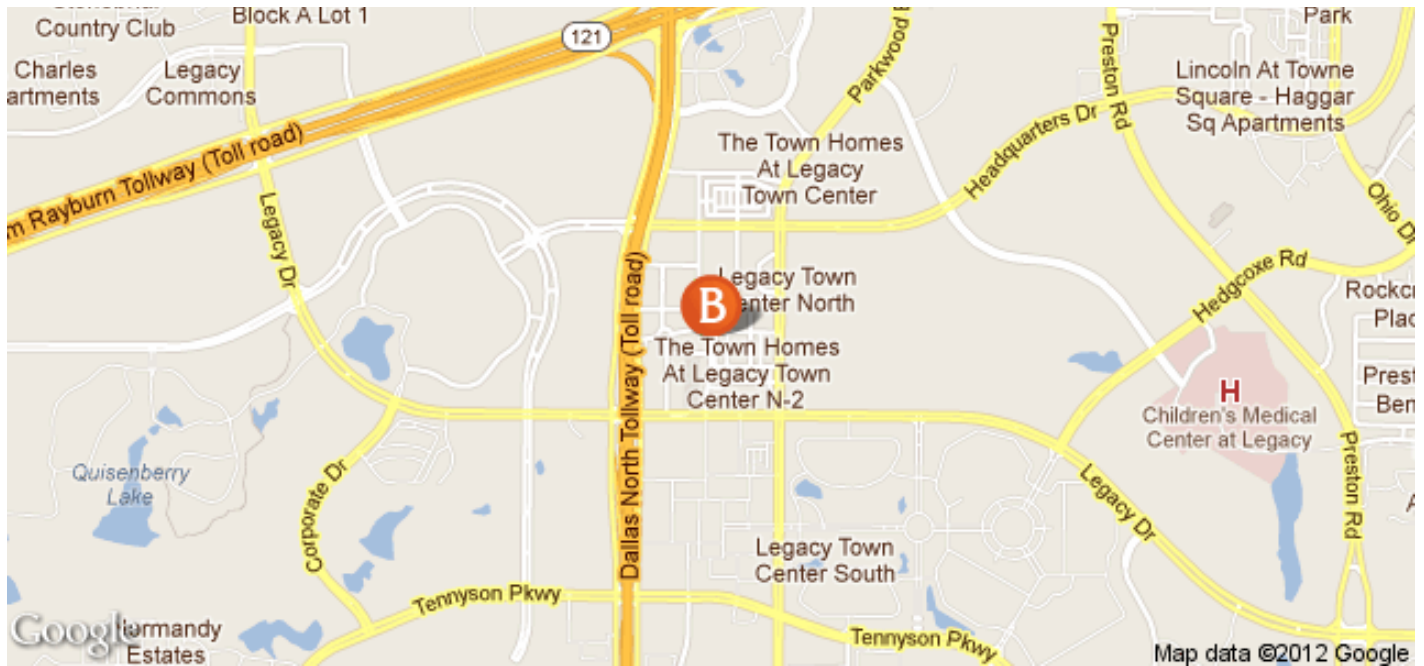 Country Club
Block A Lot 1
121
Park
Charles
artments
Legacy
Commons
Parkwood B
Preston Rd
Lincoln At Towne
Square - Haggar
Sq Apartments
m Rayburn Tollway (Toll road)
The Town Homes
At Legacy
Town Center
Headquarters Dr
Ohio Dr
Legacy Dr
Legacy Town
enter North
B
Hedgcoxe Rd
Rockcr
Plac
Dallas North Tollway (Toll road)
The Town Homes
At Legacy Town
Center N-2
H
Children's Medical
Center at Legacy
Prest
Ben
Quisenberry
Lake
Corporate Dr
Legacy Dr
Preston Rd
A
Legacy Town
Center South
Tennyson Pkwy
Tennyson Pkwy
Google
Normandy
Estates
Map data ©2012 Google